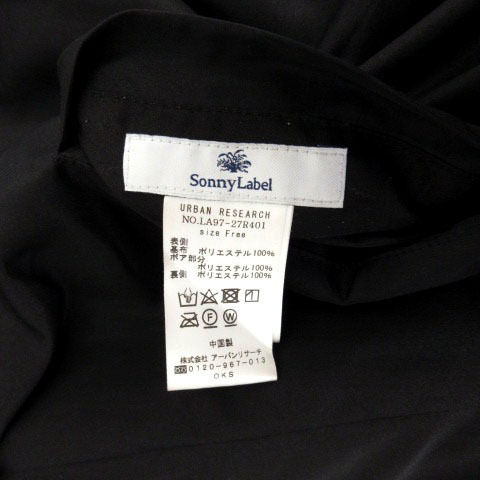 SonnyLabel
URBAN RESEARCH
NO.LA97-27R401
size Free
表側
基布 ポリエステル100%
ボア部分
ポリエステル100%
裏側 ポリエステル100%
中国製
株式会社 アーバンリサーチ
0120-967-013
OKS